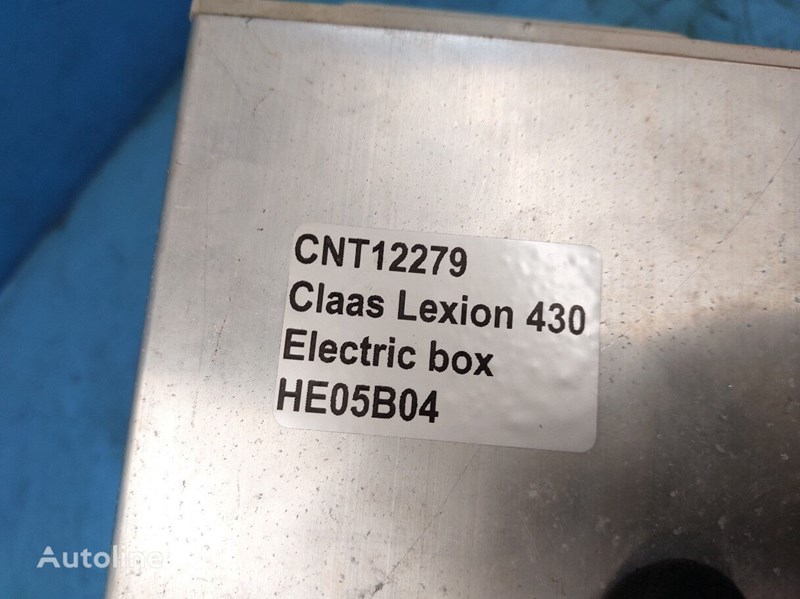 CNT12279
Claas Lexion 430
Electric box
HE05B04
Autoline